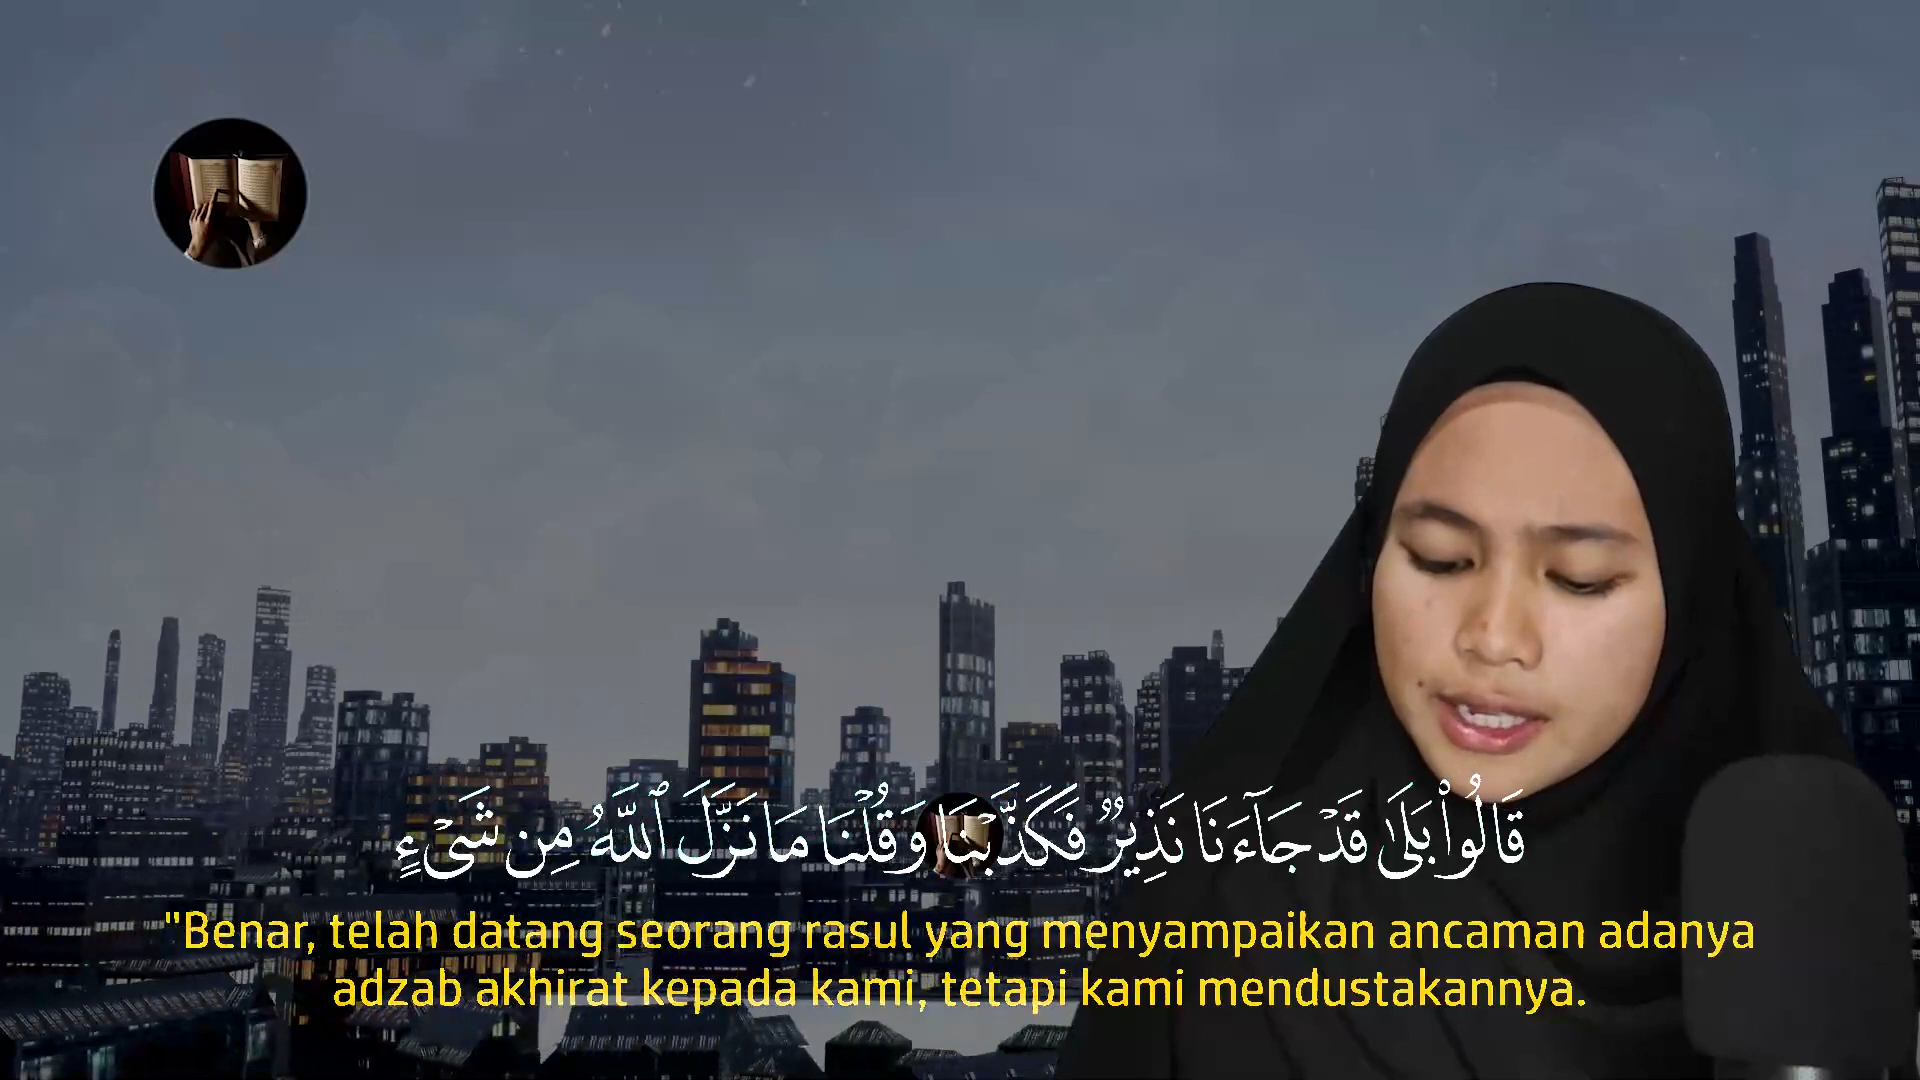 قَالُوا۟ بَلَىٰ قَدْ جَآءَنَا نَذِيرٌ فَكَذَّبْنَا وَقُلْنَا مَا نَزَّلَ ٱللَّهُ مِن شَىْءٍ
"Benar, telah datang seorang rasul yang menyampaikan ancaman adanya
adzab akhirat kepada kami, tetapi kami mendustakannya.